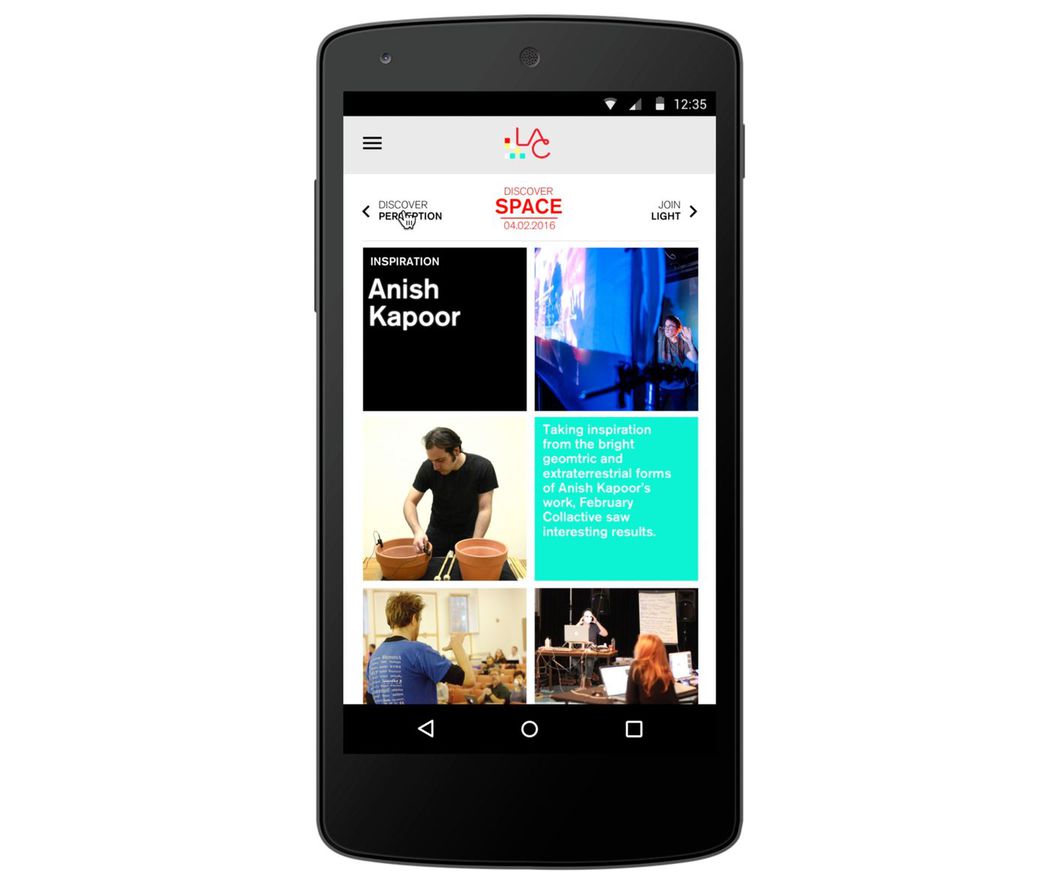 12:35
LAC
DISCOVER
PERCEPTION
DISCOVER
SPACE
04.02.2016
JOIN
LIGHT
INSPIRATION
Anish
Kapoor
Taking inspiration
from the bright
geomtric and
extraterrestrial forms
of Anish Kapoor's
work, February
Collactive saw
interesting results.